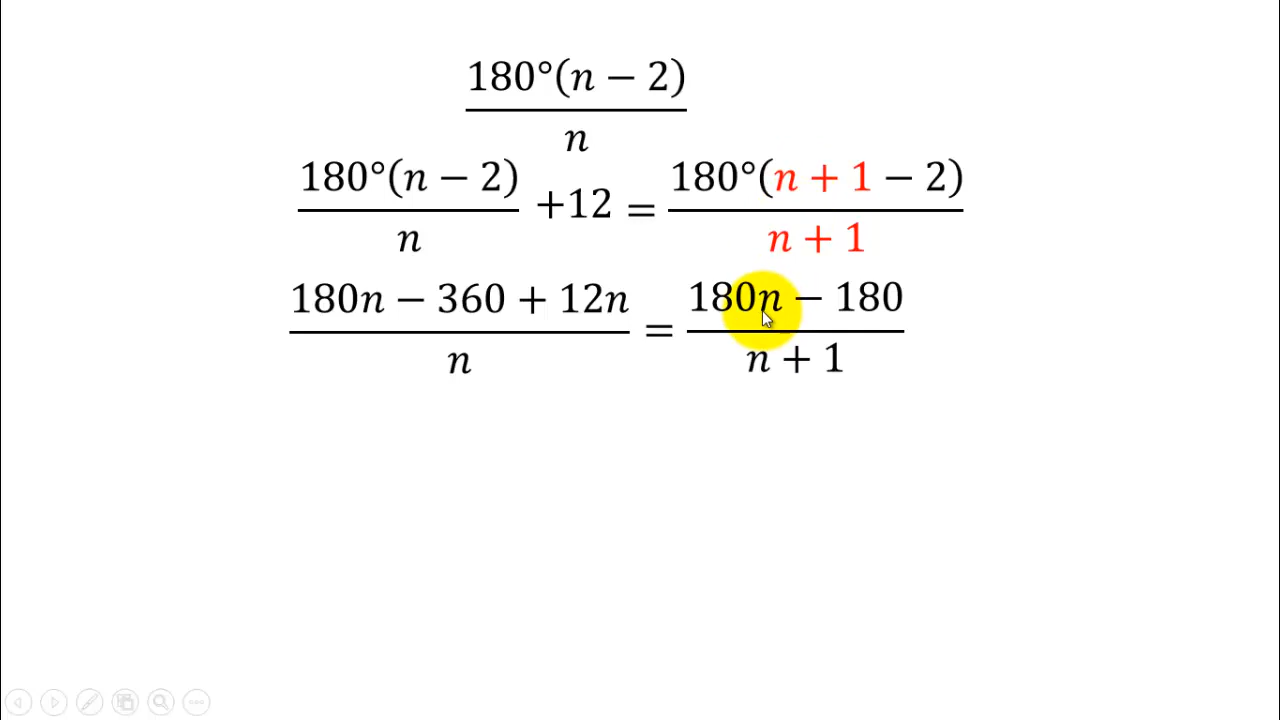 180°(n − 2)
n
180°(n − 2) / n +12 = 180°(n + 1 − 2) / n + 1
180n − 360 + 12n / n = 180n − 180 / n + 1